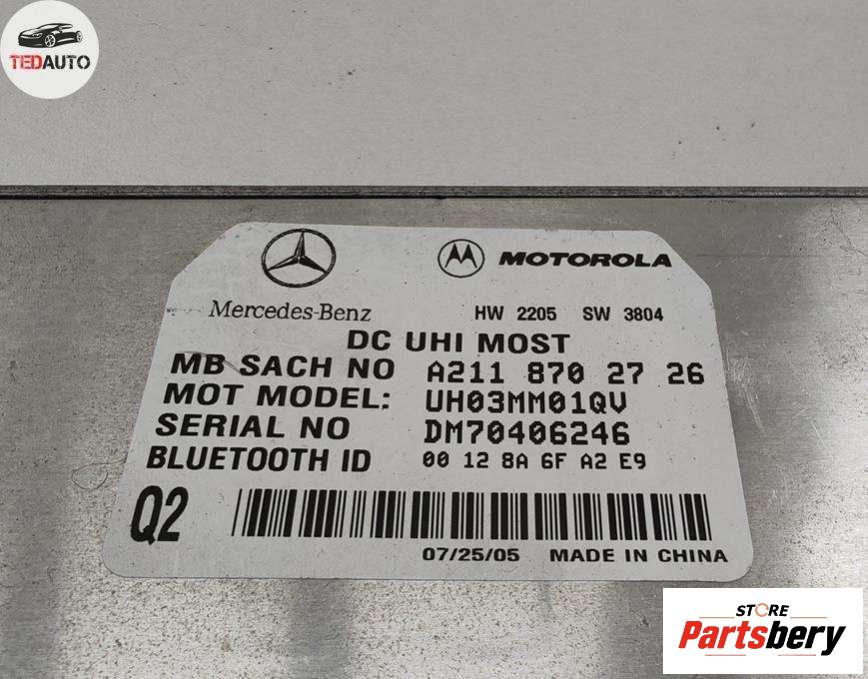 TEDAUTO
MOTOROLA
Mercedes-Benz
HW 2205 SW 3804
DC UHI MOST
MB SACH NO A211 870 27 26
MOT MODEL: UH03MM01QV
SERIAL NO DM70406246
BLUETOOTH ID 00 12 8A 6F A2 E9
Q2
07/25/05 MADE IN CHINA
STORE
Partsbery